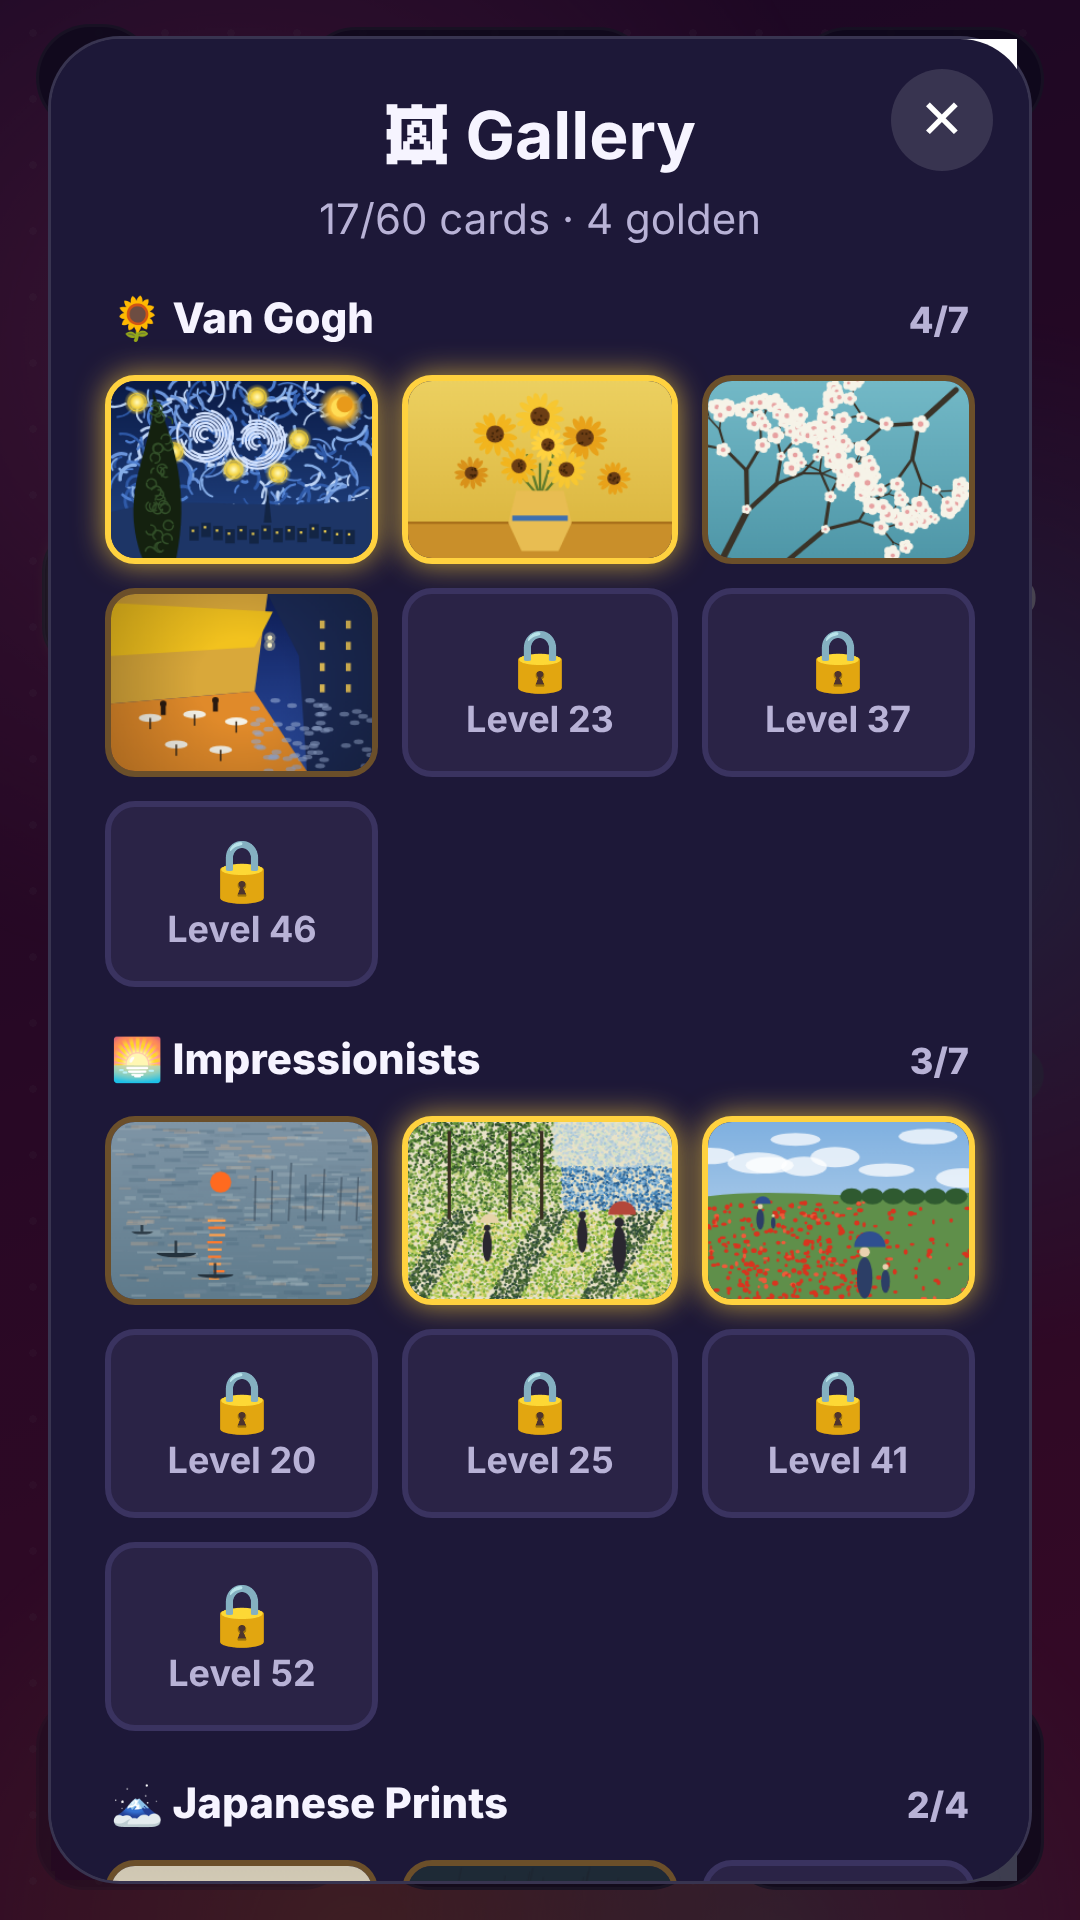 Gallery
17/60 cards · 4 golden
Van Gogh 4/7
Level 23
Level 37
Level 46
Impressionists 3/7
Level 20
Level 25
Level 41
Level 52
Japanese Prints 2/4